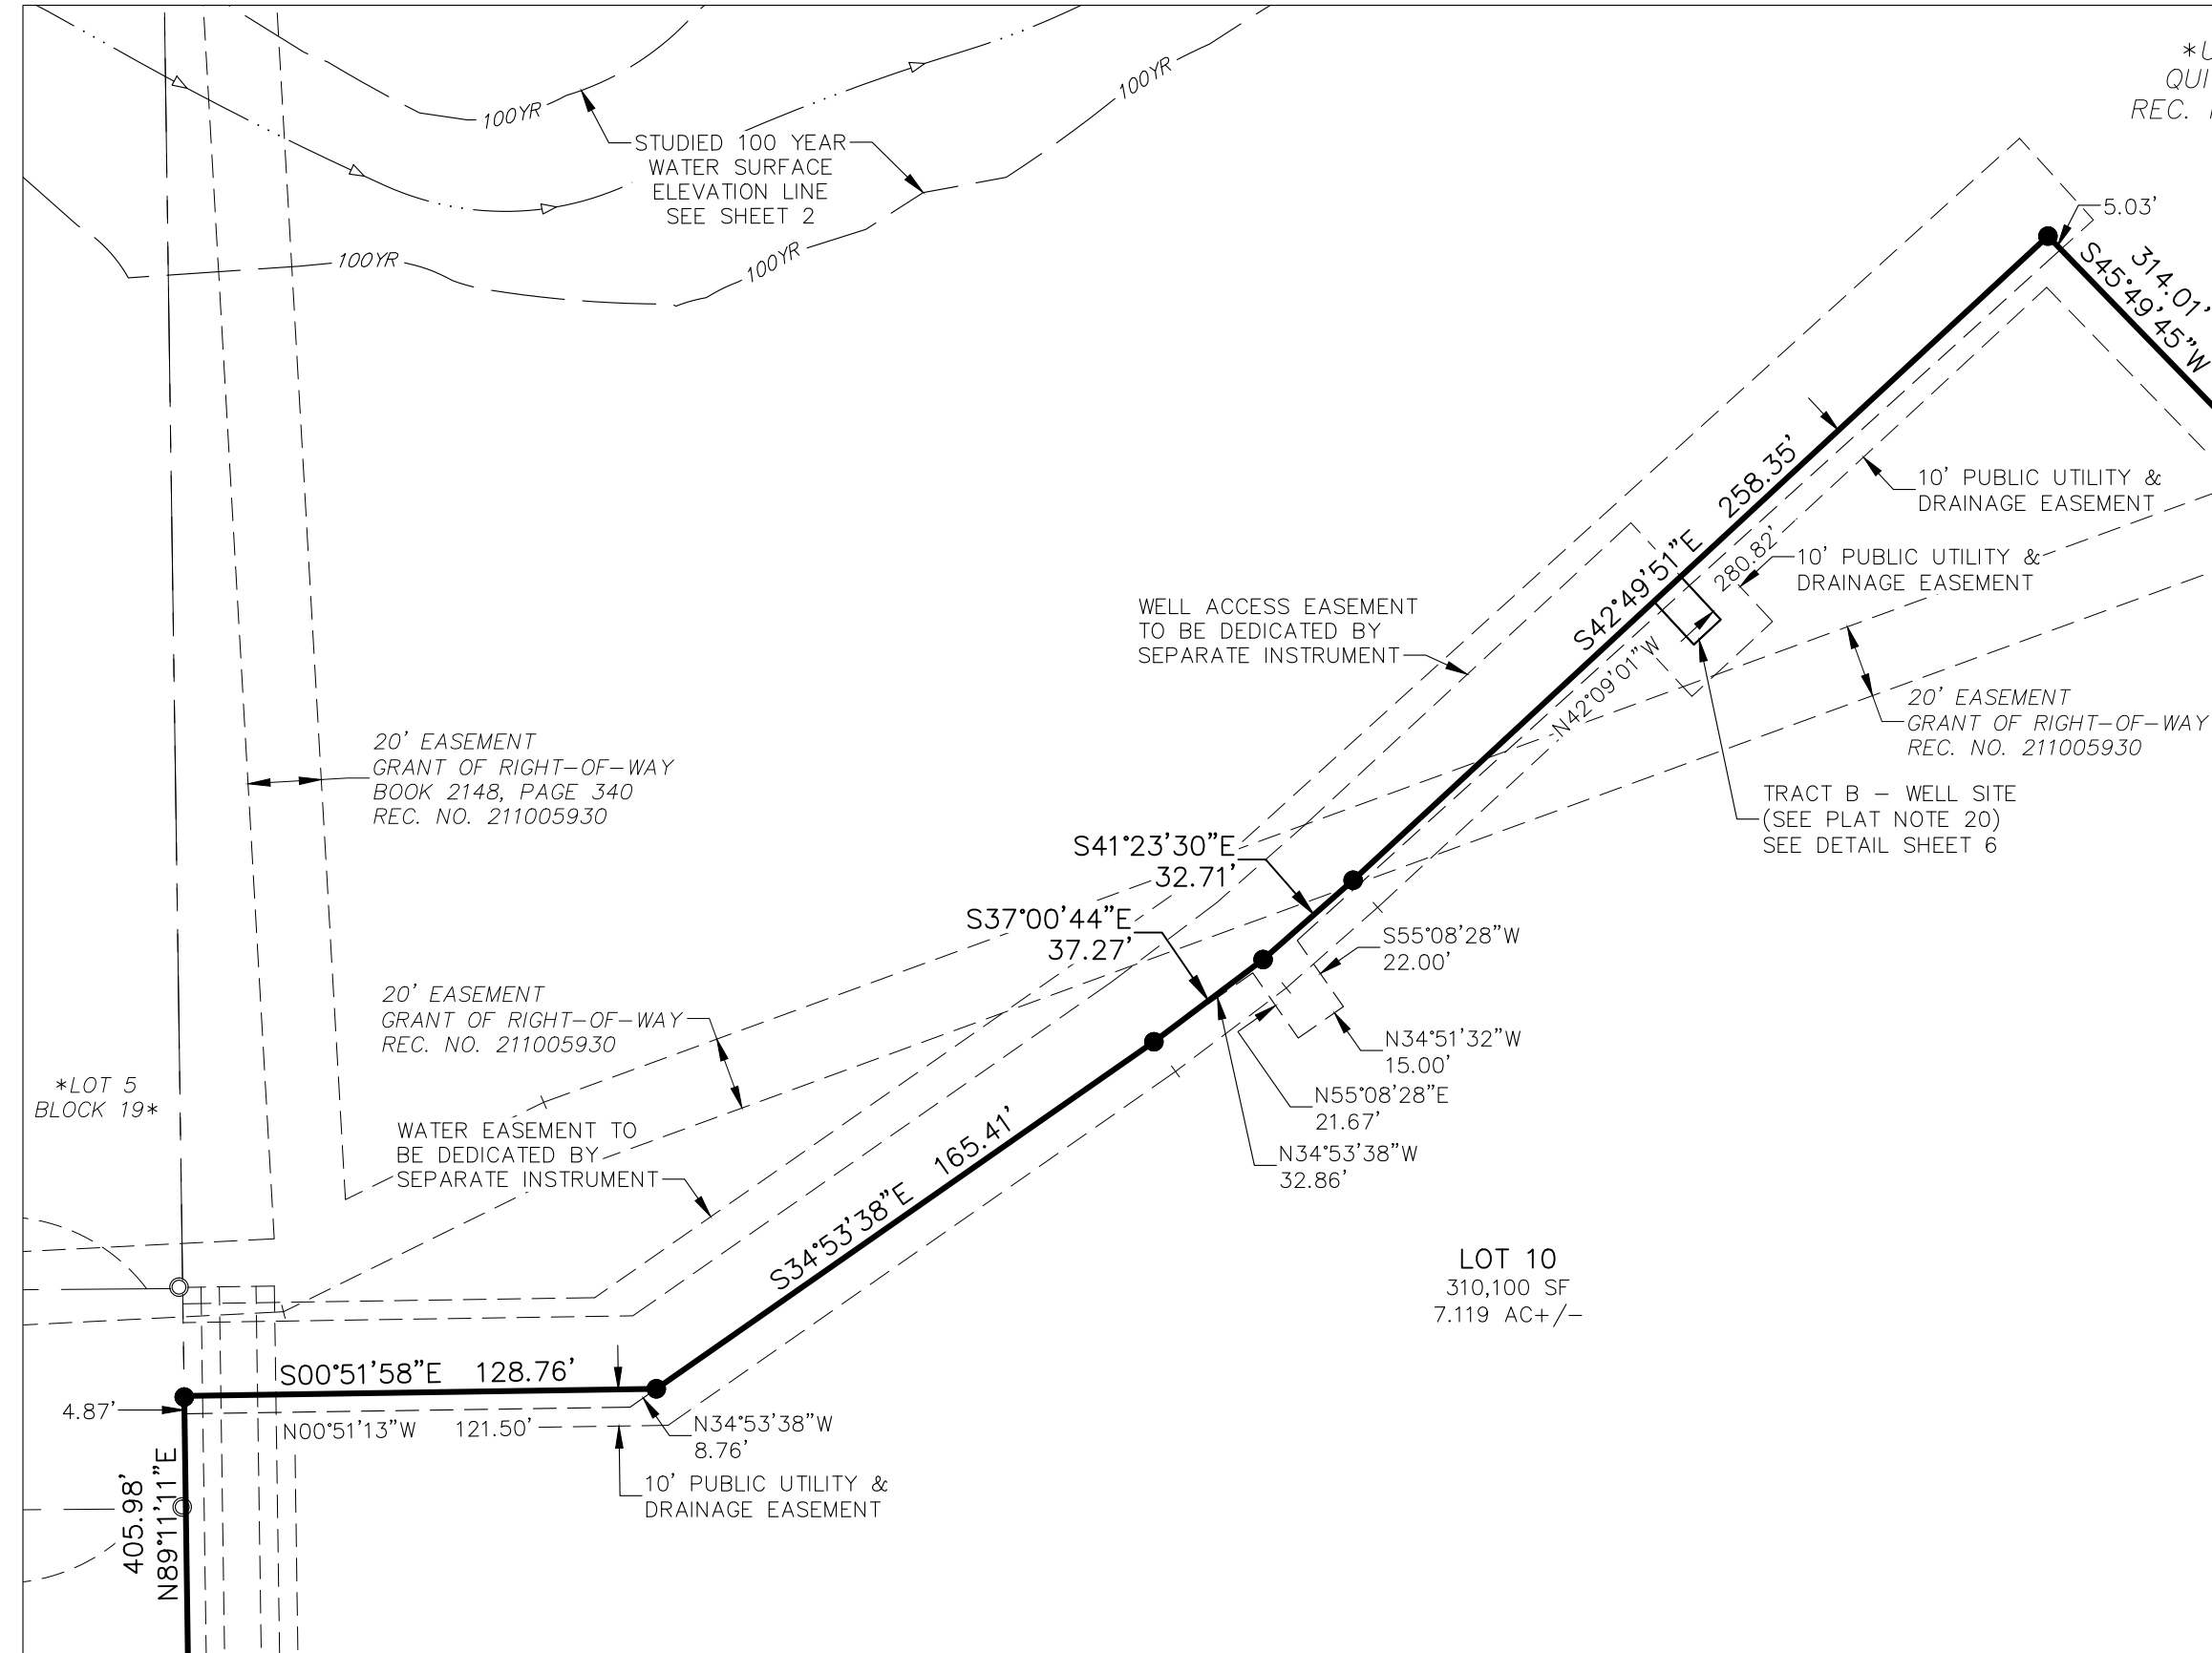 *U
QUI
REC.
100YR
100YR
STUDIED 100 YEAR
WATER SURFACE
ELEVATION LINE
SEE SHEET 2
100YR
100YR
5.03'
314.01'
S45°49'45"W
258.35'
S42°49'51"E
280.82'
N42°09'01"W
10' PUBLIC UTILITY &
DRAINAGE EASEMENT
10' PUBLIC UTILITY &
DRAINAGE EASEMENT
WELL ACCESS EASEMENT
TO BE DEDICATED BY
SEPARATE INSTRUMENT
20' EASEMENT
GRANT OF RIGHT-OF-WAY
REC. NO. 211005930
20' EASEMENT
GRANT OF RIGHT-OF-WAY
BOOK 2148, PAGE 340
REC. NO. 211005930
TRACT B - WELL SITE
(SEE PLAT NOTE 20)
SEE DETAIL SHEET 6
S41°23'30"E
32.71'
S37°00'44"E
37.27'
S55°08'28"W
22.00'
20' EASEMENT
GRANT OF RIGHT-OF-WAY
REC. NO. 211005930
N34°51'32"W
15.00'
*LOT 5
BLOCK 19*
N55°08'28"E
21.67'
WATER EASEMENT TO
BE DEDICATED BY
SEPARATE INSTRUMENT
N34°53'38"W
32.86'
165.41'
S34°53'38"E
LOT 10
310,100 SF
7.119 AC+/-
S00°51'58"E 128.76'
4.87'
N00°51'13"W 121.50'
N34°53'38"W
8.76'
405.98'
N89°11'11"E
10' PUBLIC UTILITY &
DRAINAGE EASEMENT